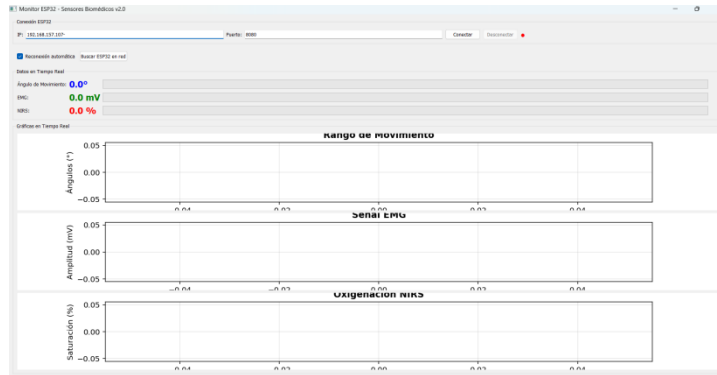 Monitor ESP32 - Sensores Biomédicos v2.0
Conexión ESP32
IP: 192.168.157.107- Puerto: 8080 Conectar Desconectar
Reconexión automática Buscar ESP32 en red
Datos en Tiempo Real
Ángulo de Movimiento: 0.0°
EMG: 0.0 mV
NIRS: 0.0 %
Gráficas en Tiempo Real
Rango de Movimiento
0.05
0.00
−0.05
Ángulos (°)
−0.04 −0.02 0.00 0.02 0.04
Señal EMG
0.05
0.00
−0.05
Amplitud (mV)
−0.04 −0.02 0.00 0.02 0.04
Oxigenación NIRS
0.05
0.00
−0.05
Saturación (%)
−0.04 −0.02 0.00 0.02 0.04